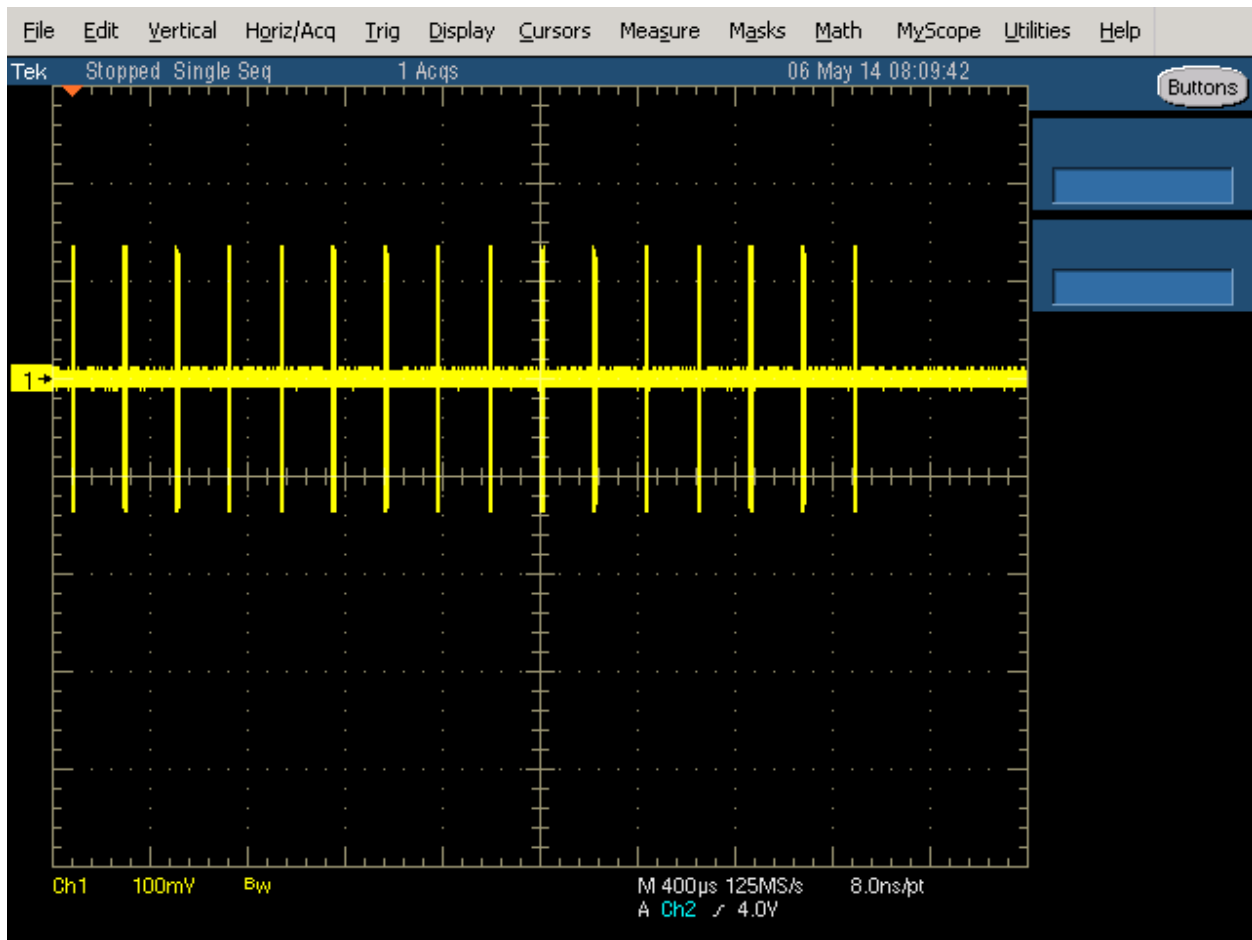 File Edit Vertical Horiz/Acq Trig Display Cursors Measure Masks Math MyScope Utilities Help
Tek Stopped Single Seq 1 Acqs 06 May 14 08:09:42
Buttons
1
Ch1 100mV BW M 400µs 125MS/s 8.0ns/pt
A Ch2 4.0V